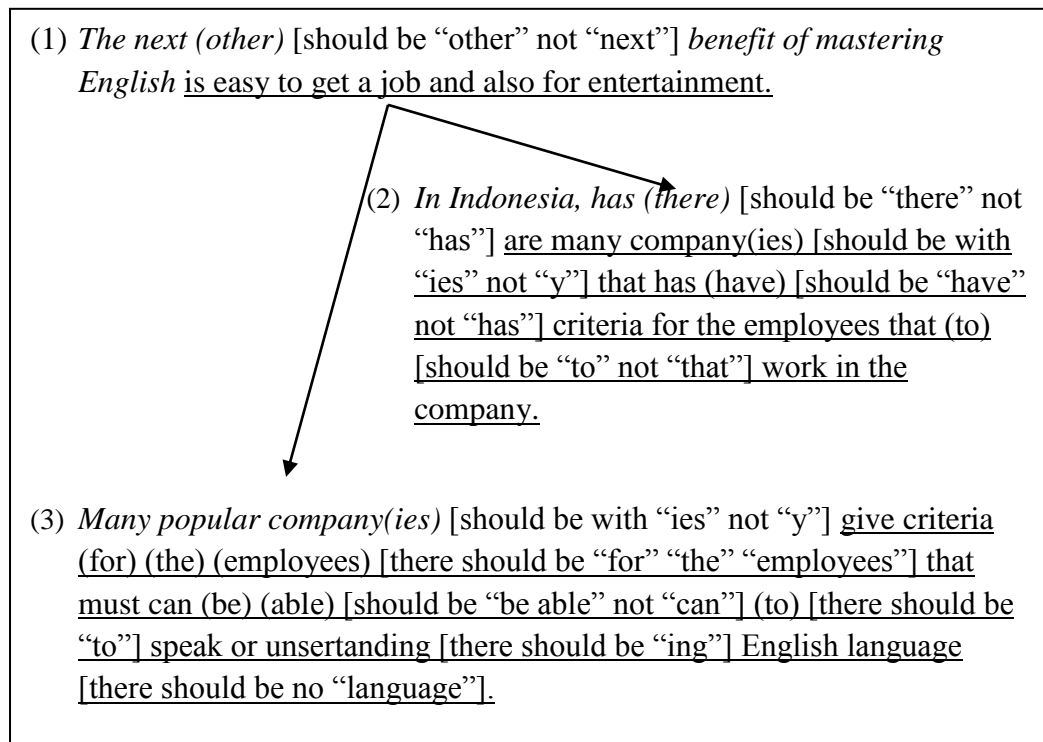 (1) The next (other) [should be “other” not “next”] benefit of mastering
English is easy to get a job and also for entertainment.
(2) In Indonesia, has (there) [should be “there” not
“has”] are many company(ies) [should be with
“ies” not “y”] that has (have) [should be “have”
not “has”] criteria for the employees that (to)
[should be “to” not “that”] work in the
company.
(3) Many popular company(ies) [should be with “ies” not “y”] give criteria
(for) (the) (employees) [there should be “for” “the” “employees”] that
must can (be) (able) [should be “be able” not “can”] (to) [there should be
“to”] speak or unsertanding [there should be “ing”] English language
[there should be no “language”].